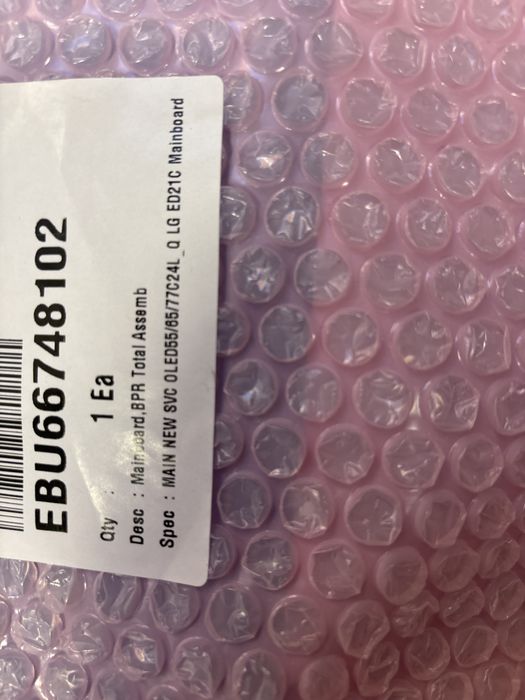 EBU66748102
Qty : 1 Ea
Desc : Mainboard,BPR Total Assemb
Spec : MAIN NEW SVC OLED55/65/77C24L_Q LG ED21C Mainboard